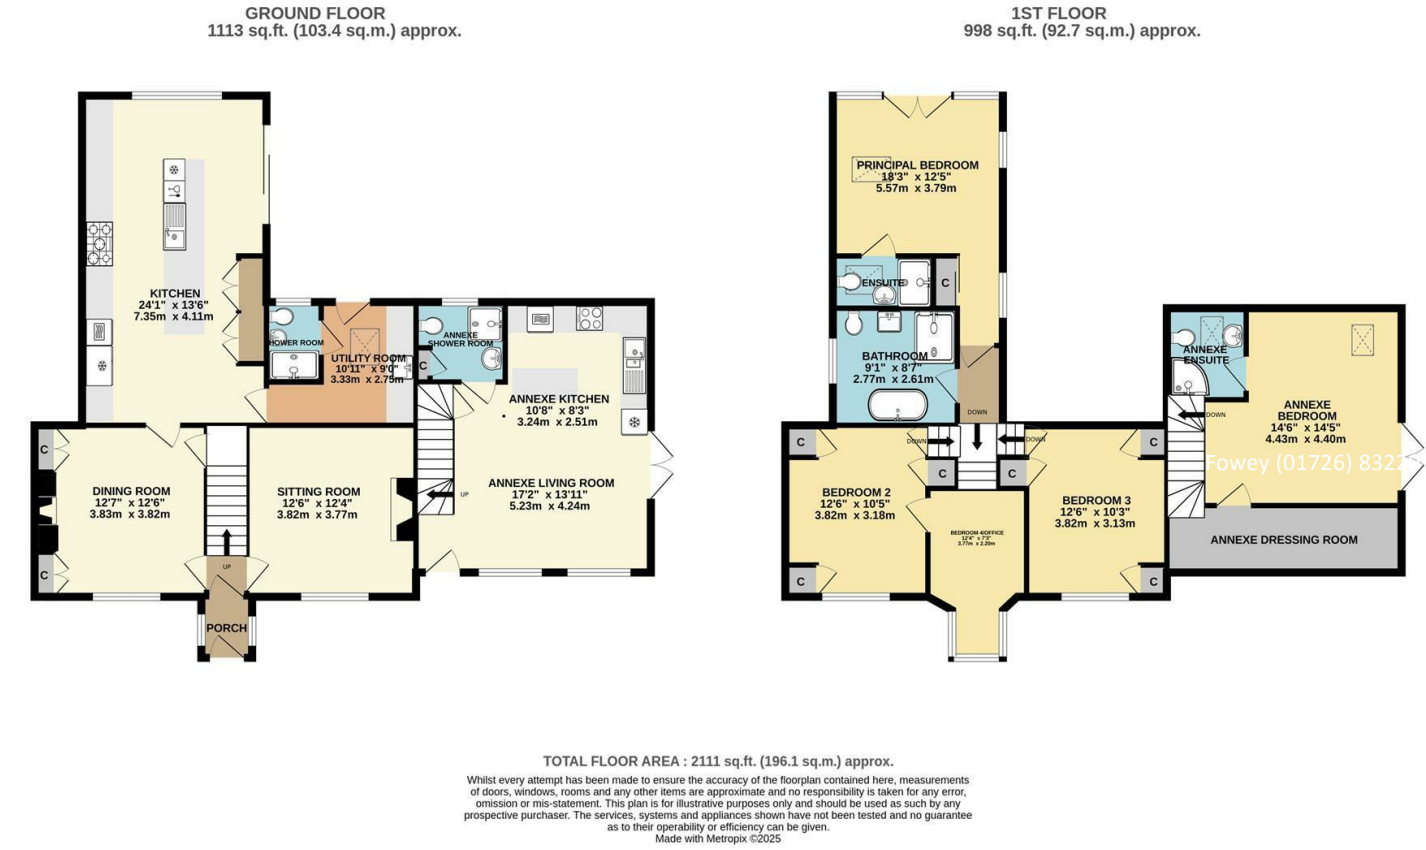 GROUND FLOOR
1113 sq.ft. (103.4 sq.m.) approx.
1ST FLOOR
998 sq.ft. (92.7 sq.m.) approx.
KITCHEN
24'1" x 13'6"
7.35m x 4.11m
HOWER ROOM
UTILITY ROOM
10'11" x 9'0"
3.33m x 2.75m
ANNEXE
SHOWER ROOM
C
ANNEXE KITCHEN
10'8" x 8'3"
3.24m x 2.51m
C
DINING ROOM
12'7" x 12'6"
3.83m x 3.82m
C
SITTING ROOM
12'6" x 12'4"
3.82m x 3.77m
UP
ANNEXE LIVING ROOM
17'2" x 13'11"
5.23m x 4.24m
UP
PORCH
PRINCIPAL BEDROOM
18'3" x 12'5"
5.57m x 3.79m
ENSUITE
C
BATHROOM
9'1" x 8'7"
2.77m x 2.61m
DOWN
DOWN
DOWN
C
C
C
C
BEDROOM 2
12'6" x 10'5"
3.82m x 3.18m
C
BEDROOM 4/OFFICE
12'4" x 7'3"
3.77m x 2.20m
BEDROOM 3
12'6" x 10'3"
3.82m x 3.13m
C
ANNEXE
ENSUITE
DOWN
ANNEXE
BEDROOM
14'6" x 14'5"
4.43m x 4.40m
Fowey (01726) 8322
ANNEXE DRESSING ROOM
TOTAL FLOOR AREA : 2111 sq.ft. (196.1 sq.m.) approx.
Whilst every attempt has been made to ensure the accuracy of the floorplan contained here, measurements
of doors, windows, rooms and any other items are approximate and no responsibility is taken for any error,
omission or mis-statement. This plan is for illustrative purposes only and should be used as such by any
prospective purchaser. The services, systems and appliances shown have not been tested and no guarantee
as to their operability or efficiency can be given.
Made with Metropix ©2025